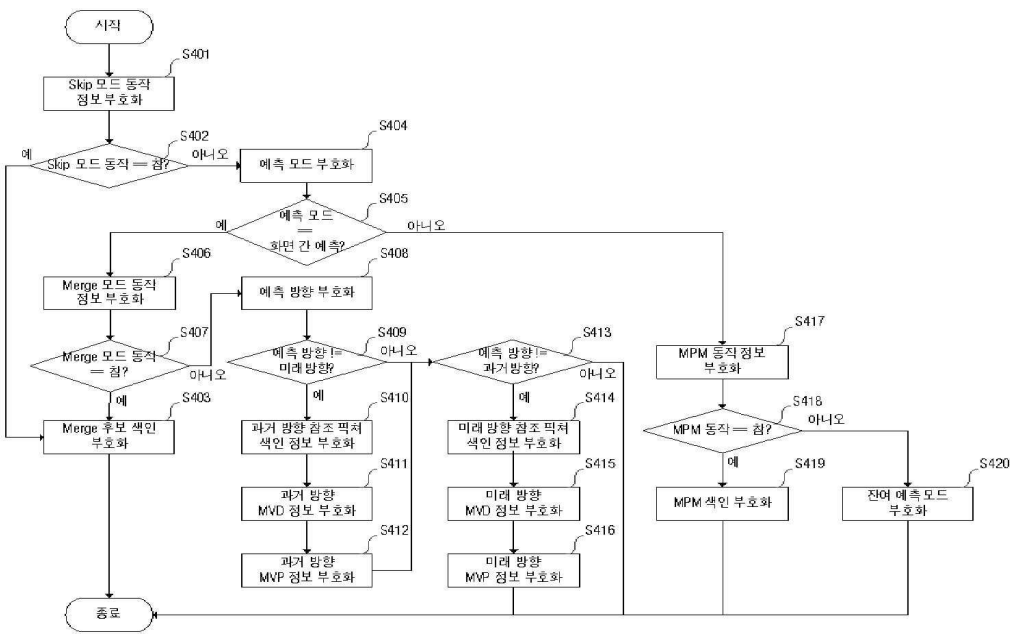 시작
S401
Skip 모드 동작
정보 부호화
S402
Skip 모드 동작 == 참?
예
아니오
S404
예측 모드 부호화
S405
예측 모드
==
화면 간 예측?
예
아니오
S406
Merge 모드 동작
정보 부호화
S407
Merge 모드 동작
== 참?
아니오
예
S403
Merge 후보 색인
부호화
S408
예측 방향 부호화
S409
예측 방향 !=
미래 방향?
아니오
예
S410
과거 방향 참조 픽쳐
색인 정보 부호화
S411
과거 방향
MVD 정보 부호화
S412
과거 방향
MVP 정보 부호화
S413
예측 방향 !=
과거 방향?
아니오
예
S414
미래 방향 참조 픽쳐
색인 정보 부호화
S415
미래 방향
MVD 정보 부호화
S416
미래 방향
MVP 정보 부호화
S417
MPM 동작 정보
부호화
S418
MPM 동작 == 참?
아니오
예
S419
MPM 색인 부호화
S420
잔여 예측 모드
부호화
종료